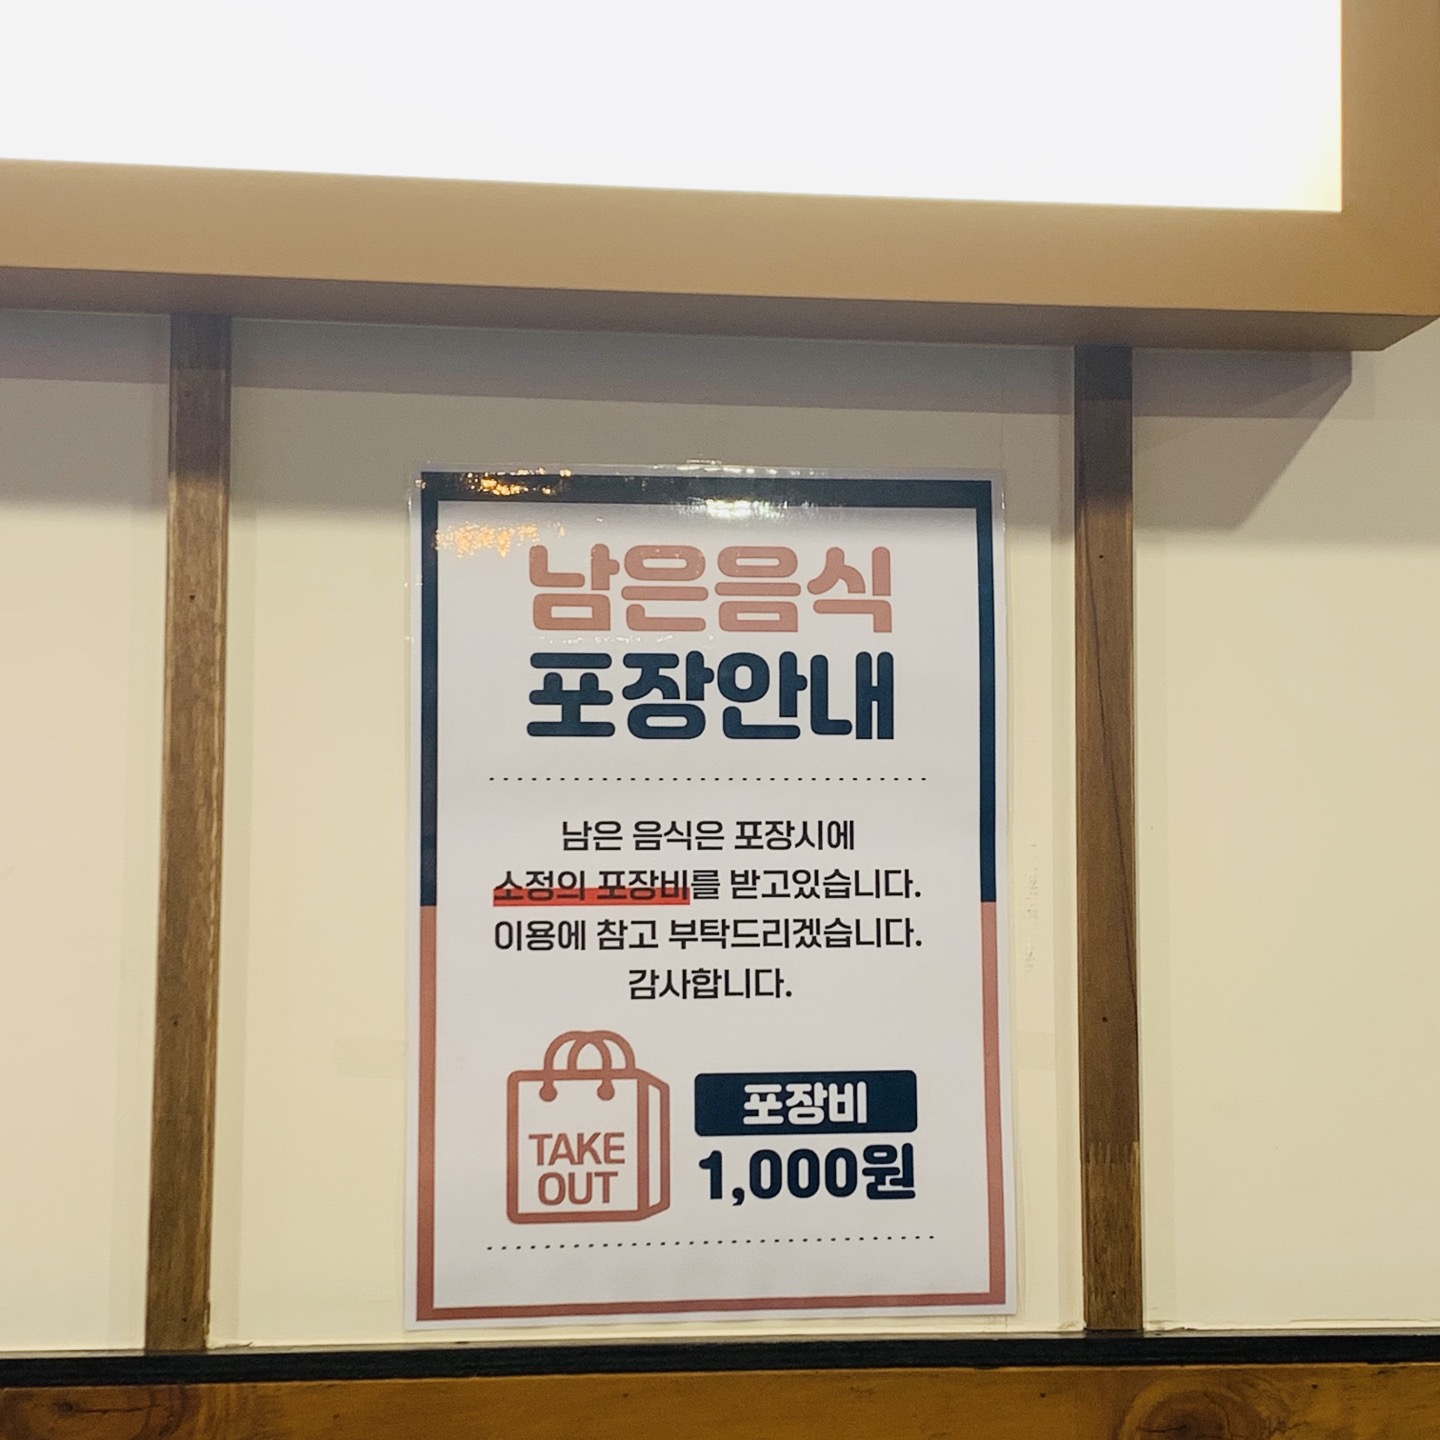 남은음식
포장안내
남은 음식은 포장시에
소정의 포장비를 받고있습니다.
이용에 참고 부탁드리겠습니다.
감사합니다.
TAKE
OUT
포장비
1,000원